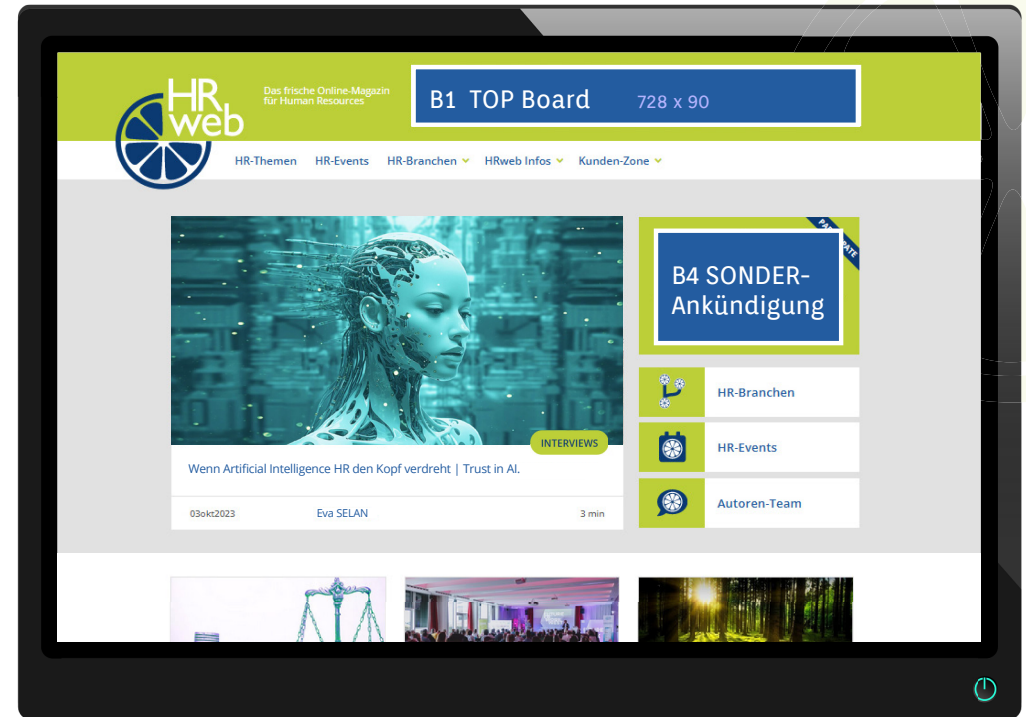 HR
web
Das frische Online-Magazin
für Human Resources
B1 TOP Board 728 x 90
HR-Themen HR-Events HR-Branchen HRweb Infos Kunden-Zone
B4 SONDER-
Ankündigung
HR-Branchen
INTERVIEWS
HR-Events
Wenn Artificial Intelligence HR den Kopf verdreht | Trust in AI.
Autoren-Team
03okt2023 Eva SELAN 3 min